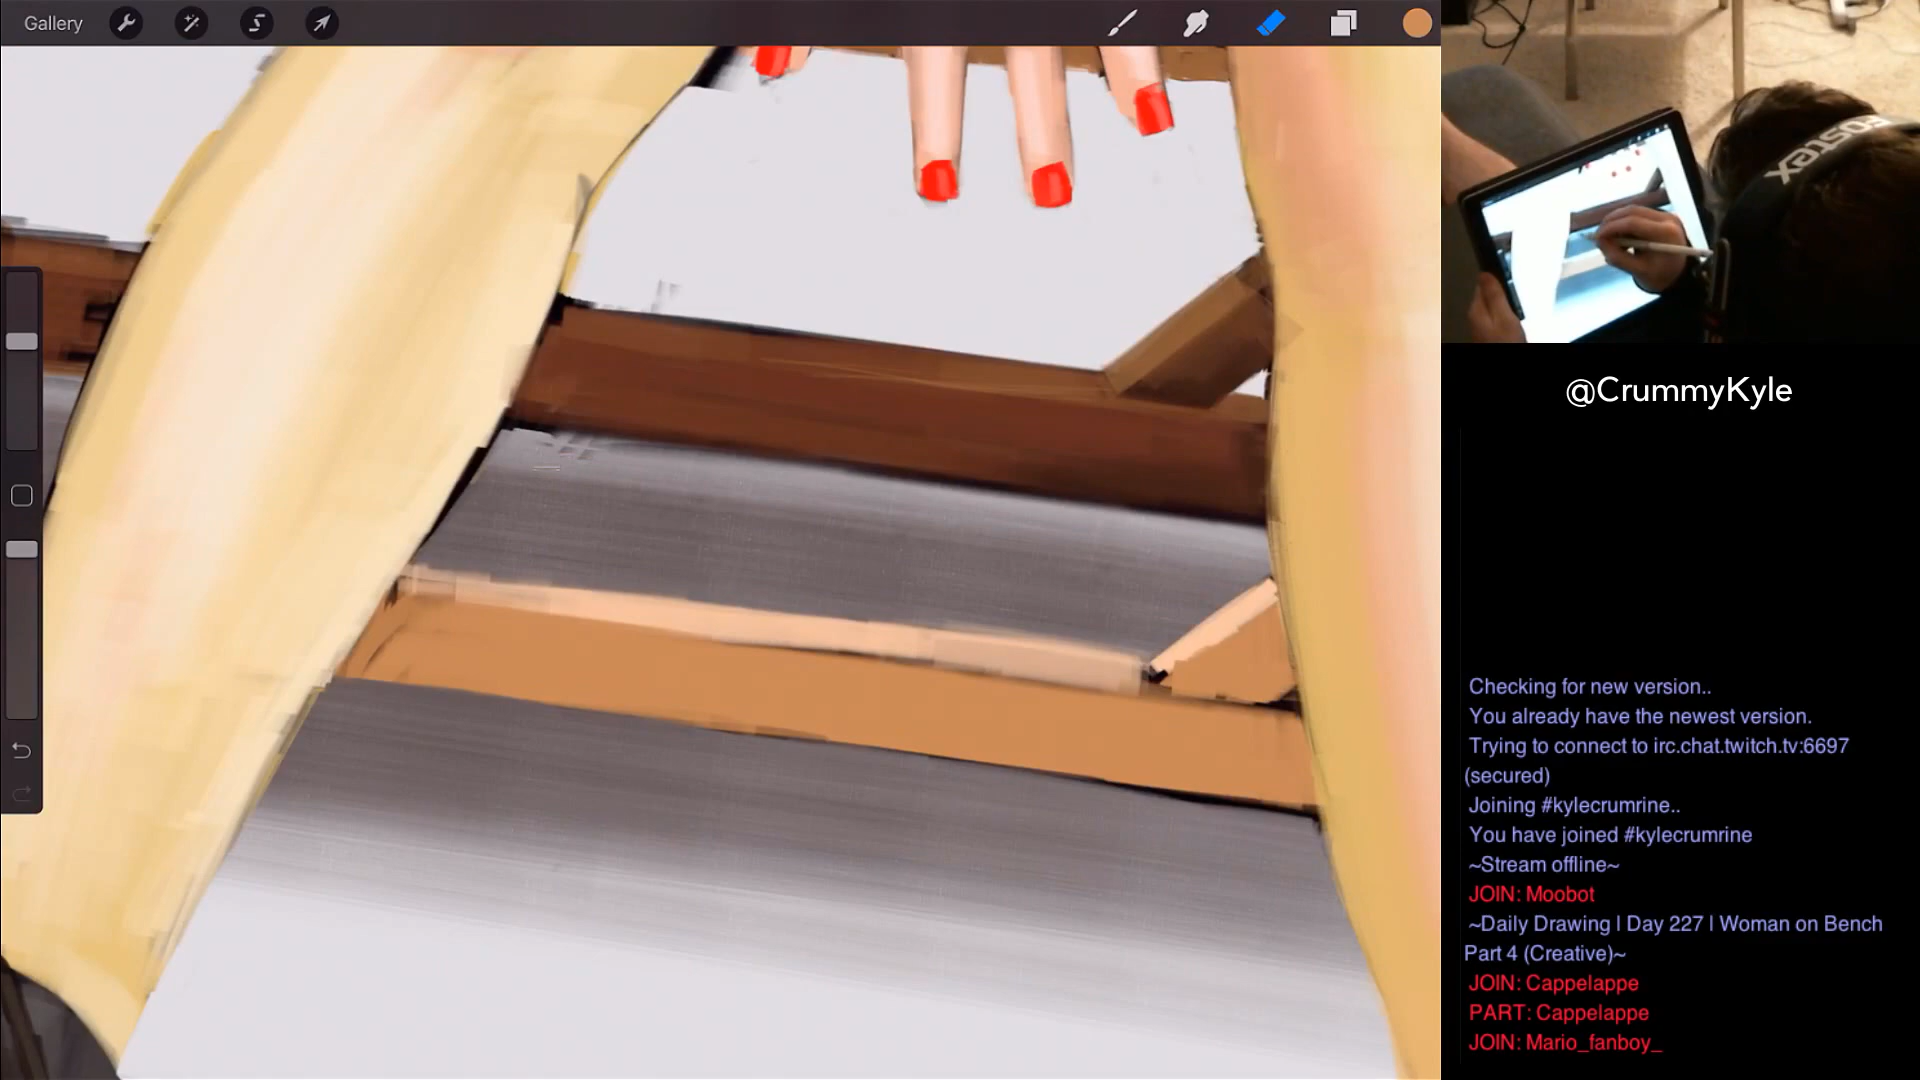 Gallery
Fostex
@CrummyKyle
Checking for new version..
You already have the newest version.
Trying to connect to irc.chat.twitch.tv:6697
(secured)
Joining #kylecrumrine..
You have joined #kylecrumrine
~Stream offline~
JOIN: Moobot
~Daily Drawing | Day 227 | Woman on Bench
Part 4 (Creative)~
JOIN: Cappelappe
PART: Cappelappe
JOIN: Mario_fanboy_